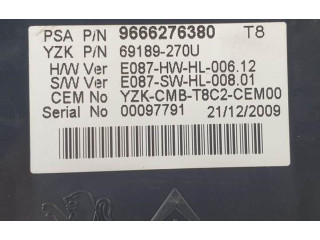 PSA P/N 9666276380 T8
YZK P/N 69189-270U
H/W Ver E087-HW-HL-006.12
S/W Ver E087-SW-HL-008.01
CEM No YZK-CMB-T8C2-CEM00
Serial No 00097791 21/12/2009